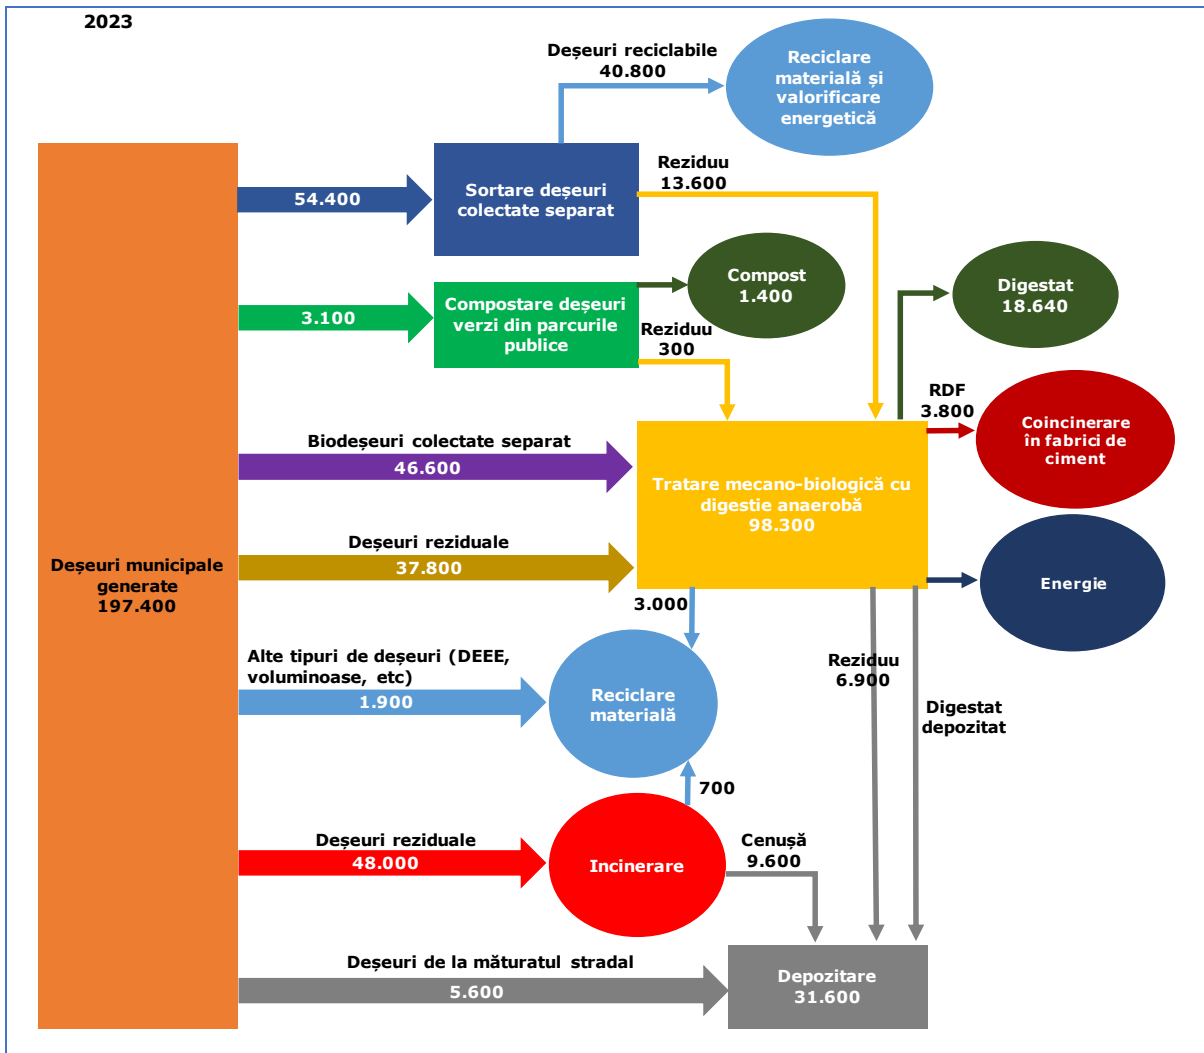 2023
Deșeuri reciclabile
40.800
Reciclare
materială și
valorificare
energetică
54.400
Sortare deșeuri
colectate separat
Reziduu
13.600
3.100
Compostare deșeuri
verzi din parcurile
publice
Compost
1.400
Reziduu
300
Digestat
18.640
RDF
3.800
Coincinerare
în fabrici de
ciment
Biodeșeuri colectate separat
46.600
Tratare mecano-biologică cu
digestie anaerobă
98.300
Deșeuri municipale
generate
197.400
Deșeuri reziduale
37.800
Energie
3.000
Alte tipuri de deșeuri (DEEE,
voluminoase, etc)
1.900
Reciclare
materială
Reziduu
6.900
Digestat
depozitat
700
Deșeuri reziduale
48.000
Incinerare
Cenușă
9.600
Deșeuri de la măturatul stradal
5.600
Depozitare
31.600